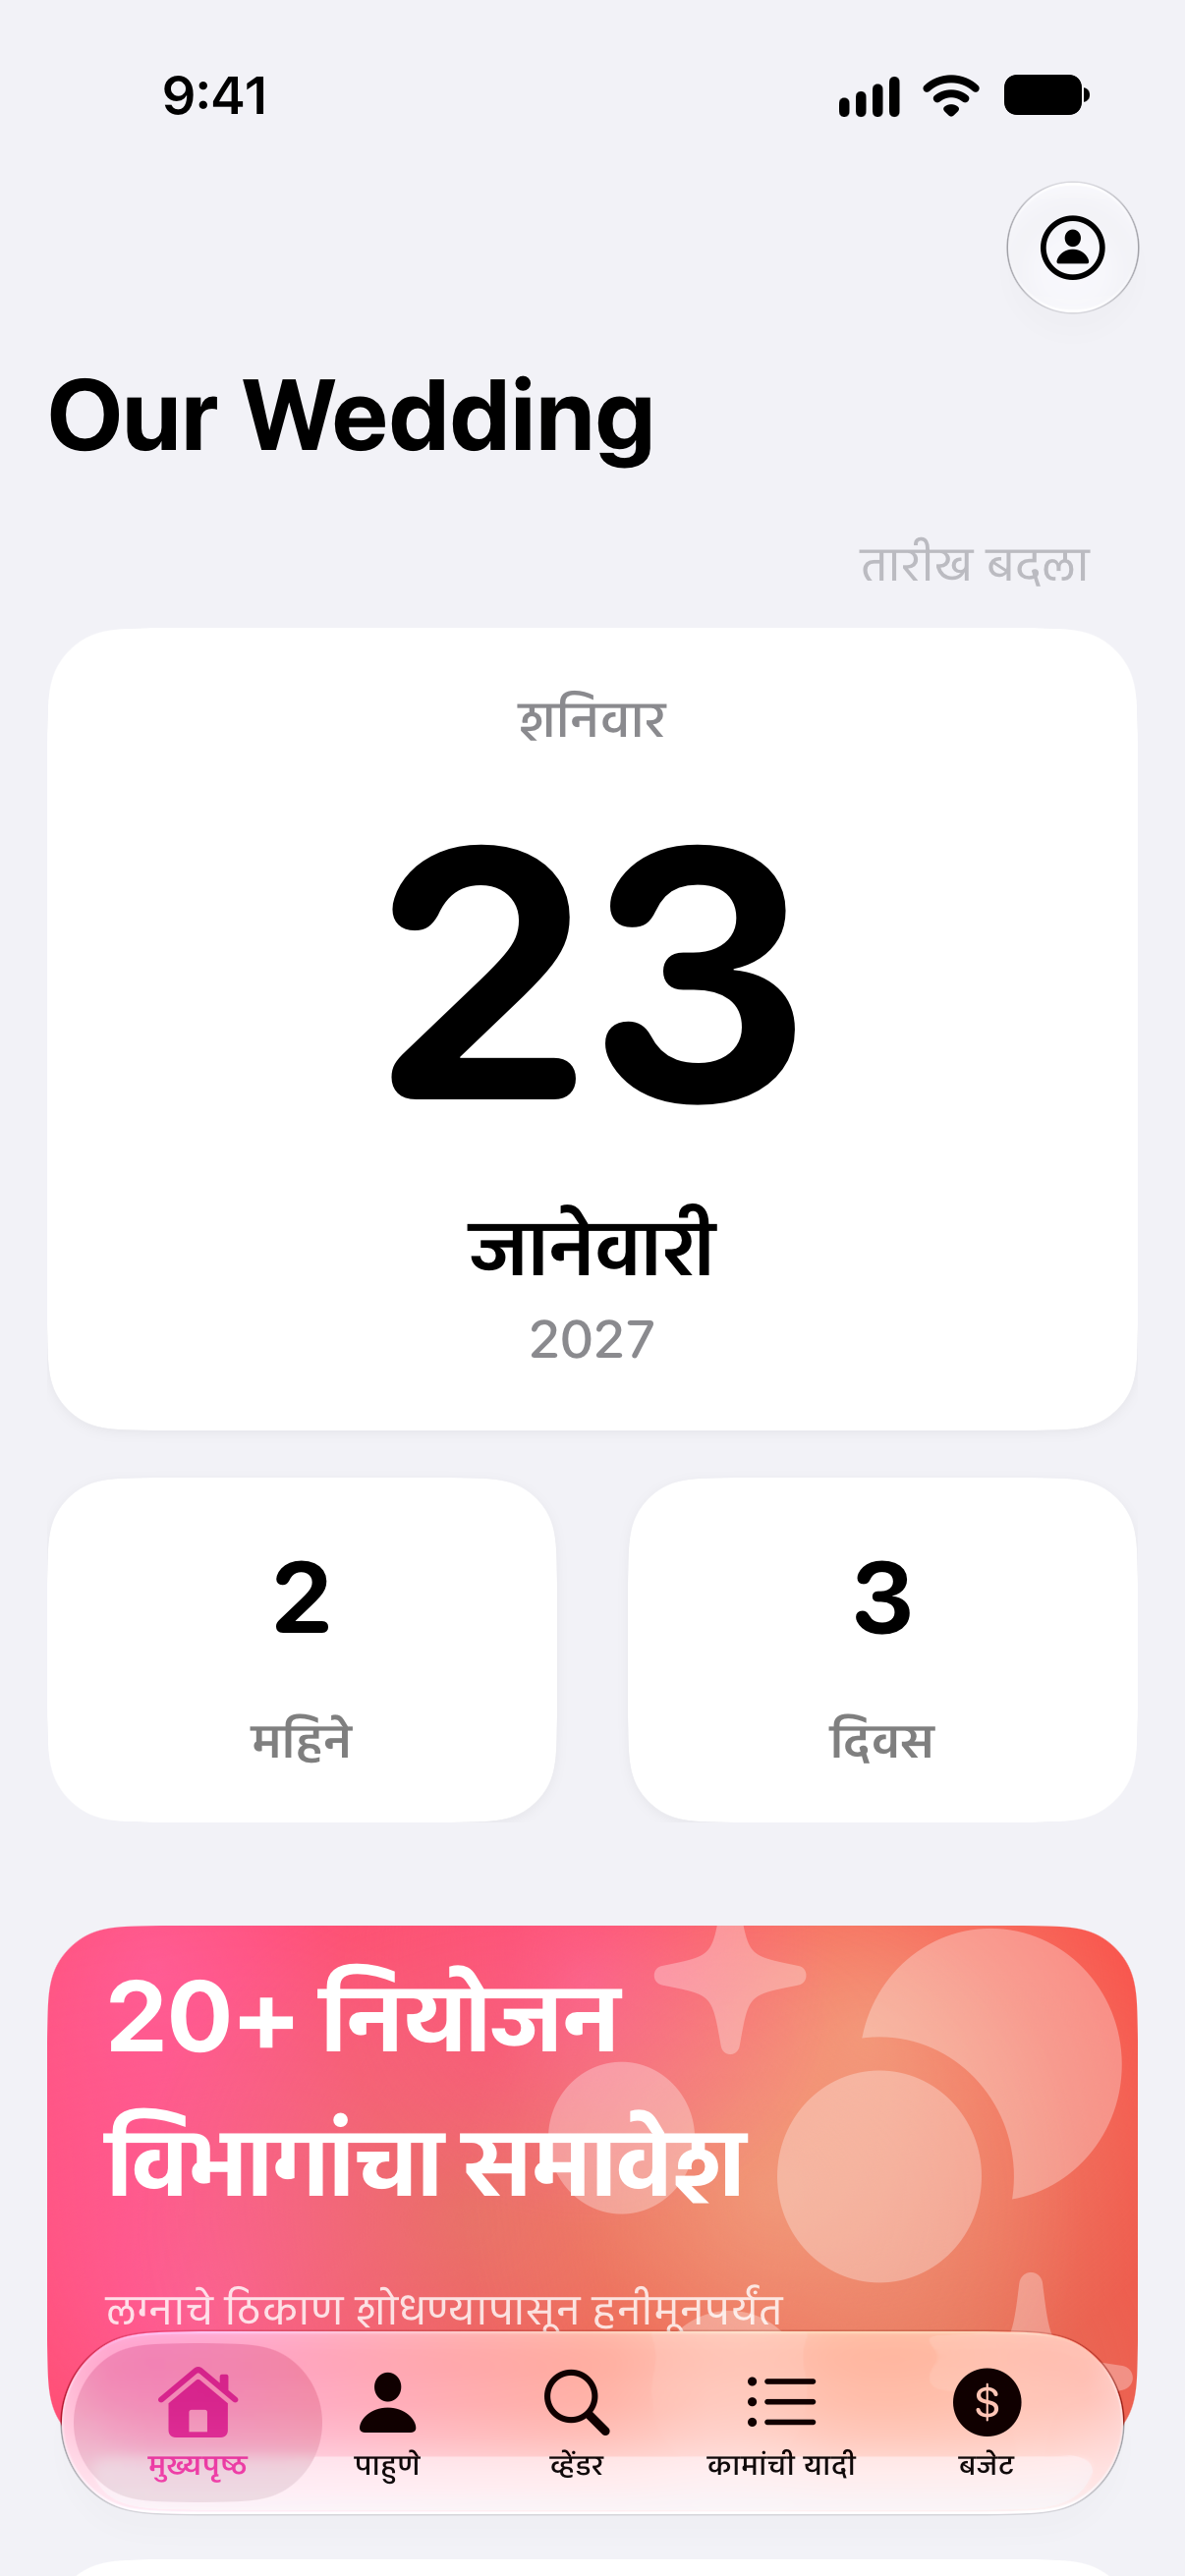 9:41
Our Wedding
तारीख बदला
शनिवार
23
जानेवारी
2027
2
महिने
3
दिवस
20+ नियोजन
विभागांचा समावेश
लग्नाचे ठिकाण शोधण्यापासून हनीमूनपर्यंत
मुख्यपृष्ठ
पाहुणे
व्हेंडर
कामांची यादी
$
बजेट